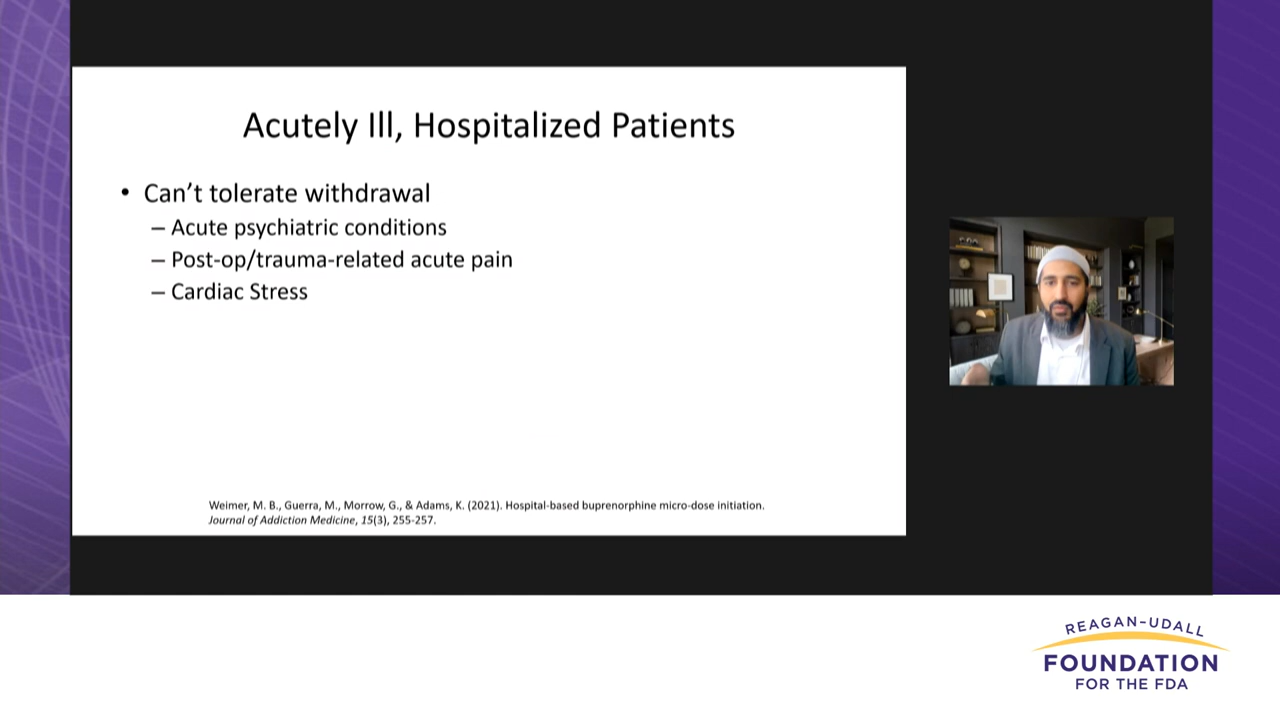 Acutely Ill, Hospitalized Patients
• Can’t tolerate withdrawal
– Acute psychiatric conditions
– Post-op/trauma-related acute pain
– Cardiac Stress
Weimer, M. B., Guerra, M., Morrow, G., & Adams, K. (2021). Hospital-based buprenorphine micro-dose initiation.
Journal of Addiction Medicine, 15(3), 255-257.
REAGAN-UDALL
FOUNDATION
FOR THE FDA